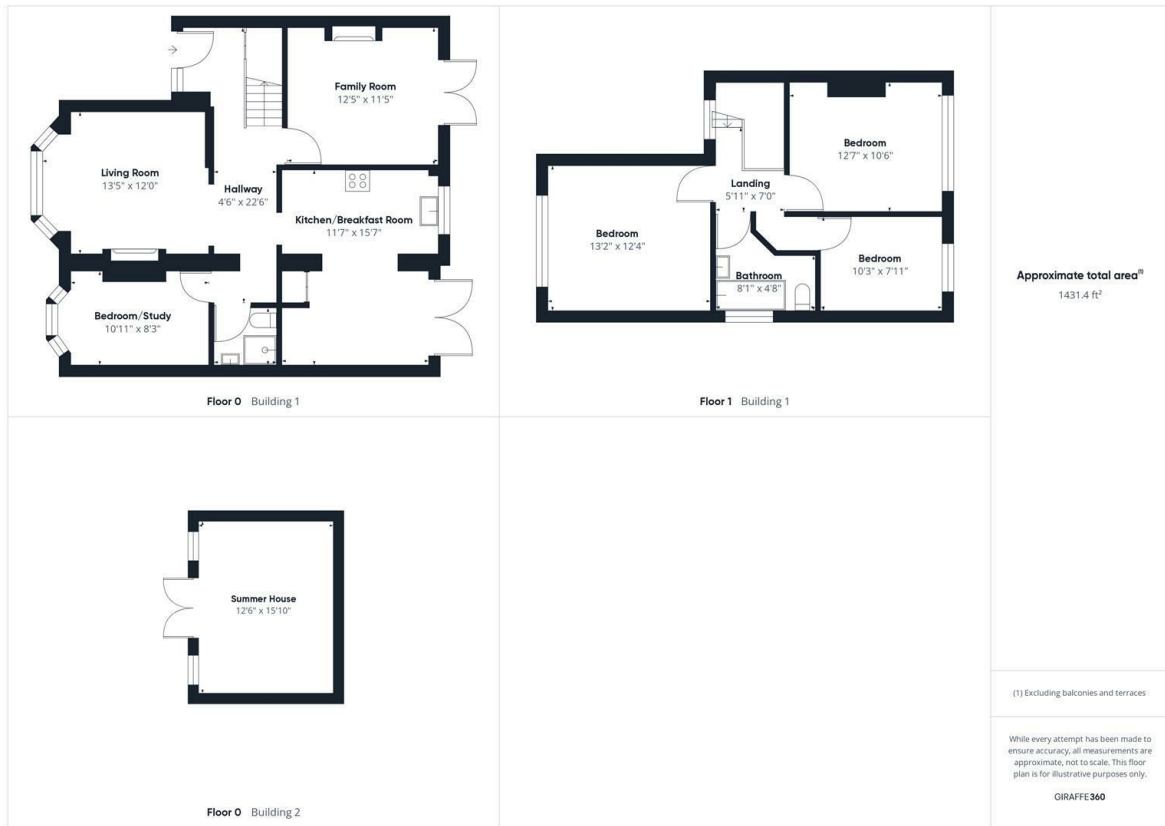 Family Room
12'5" x 11'5"
Living Room
13'5" x 12'0"
Hallway
4'6" x 22'6"
Kitchen/Breakfast Room
11'7" x 15'7"
Bedroom/Study
10'11" x 8'3"
Floor 0 Building 1
Bedroom
12'7" x 10'6"
Landing
5'11" x 7'0"
Bedroom
13'2" x 12'4"
Bedroom
10'3" x 7'11"
Bathroom
8'1" x 4'8"
Floor 1 Building 1
Summer House
12'6" x 15'10"
Floor 0 Building 2
Approximate total area(1)
1431.4 ft²
(1) Excluding balconies and terraces
While every attempt has been made to
ensure accuracy, all measurements are
approximate, not to scale. This floor
plan is for illustrative purposes only.
GIRAFFE360